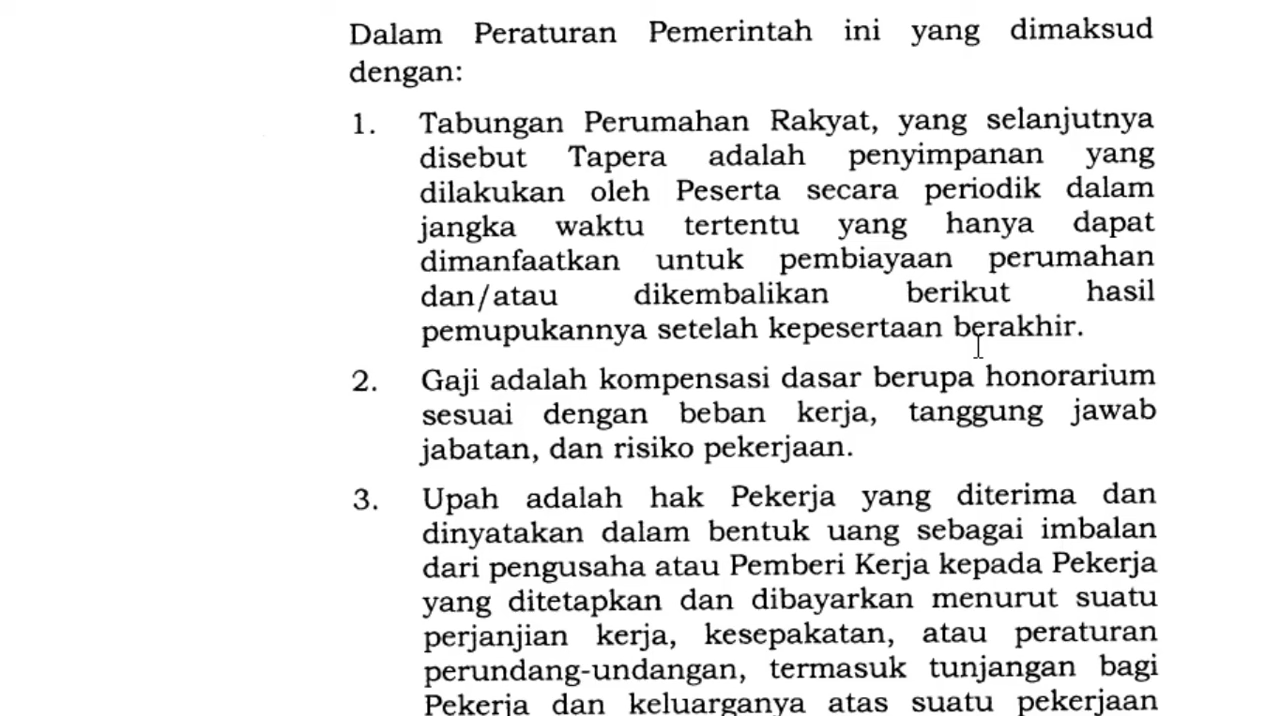 Dalam Peraturan Pemerintah ini yang dimaksud
dengan:
1. Tabungan Perumahan Rakyat, yang selanjutnya
disebut Tapera adalah penyimpanan yang
dilakukan oleh Peserta secara periodik dalam
jangka waktu tertentu yang hanya dapat
dimanfaatkan untuk pembiayaan perumahan
dan/atau dikembalikan berikut hasil
pemupukannya setelah kepesertaan berakhir.
2. Gaji adalah kompensasi dasar berupa honorarium
sesuai dengan beban kerja, tanggung jawab
jabatan, dan risiko pekerjaan.
3. Upah adalah hak Pekerja yang diterima dan
dinyatakan dalam bentuk uang sebagai imbalan
dari pengusaha atau Pemberi Kerja kepada Pekerja
yang ditetapkan dan dibayarkan menurut suatu
perjanjian kerja, kesepakatan, atau peraturan
perundang-undangan, termasuk tunjangan bagi
Pekerja dan keluarganya atas suatu pekerjaan